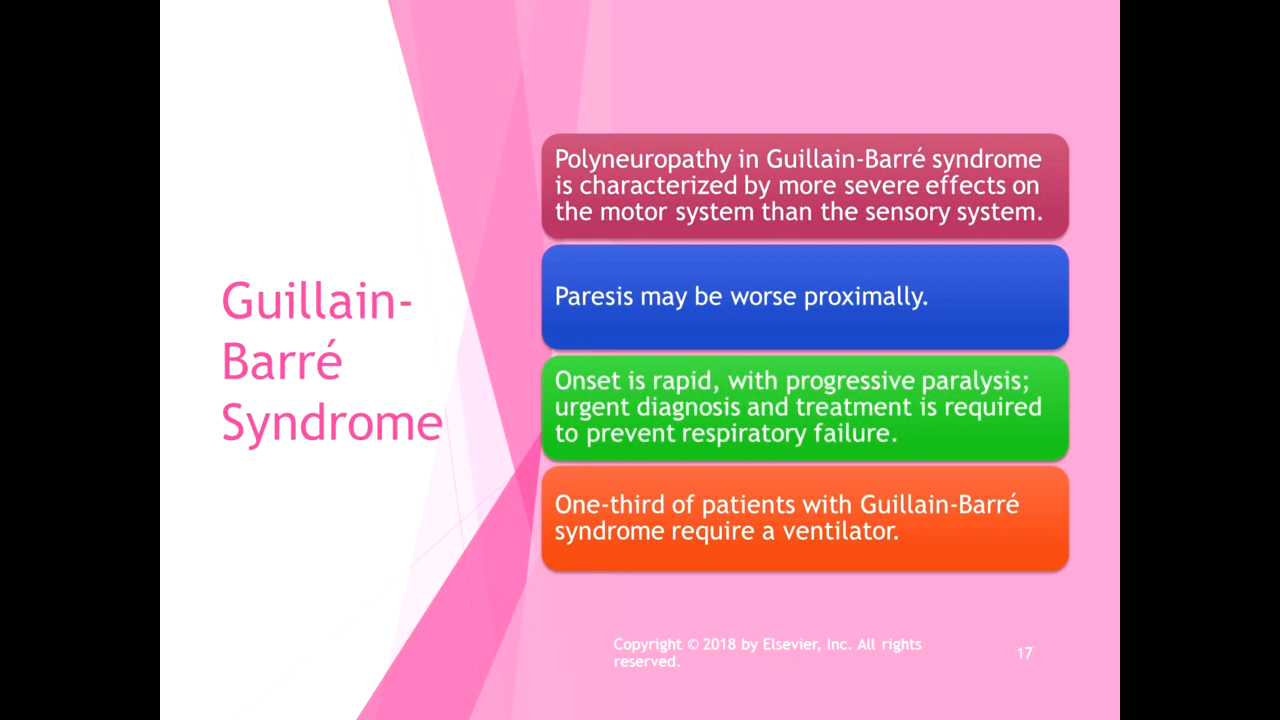 Guillain-
Barré
Syndrome
Polyneuropathy in Guillain-Barré syndrome
is characterized by more severe effects on
the motor system than the sensory system.
Paresis may be worse proximally.
Onset is rapid, with progressive paralysis;
urgent diagnosis and treatment is required
to prevent respiratory failure.
One-third of patients with Guillain-Barré
syndrome require a ventilator.
Copyright © 2018 by Elsevier, Inc. All rights
reserved.
17